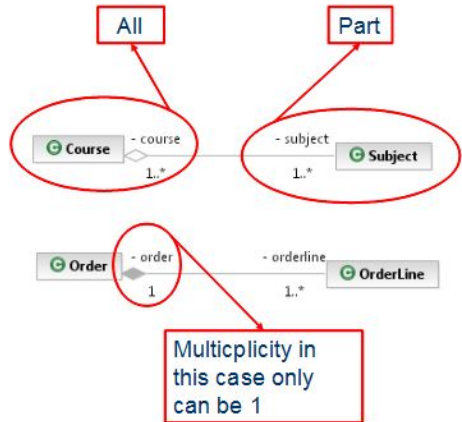 All
Part
- course
- subject
C Course
C Subject
1..*
1..*
- order
- orderline
C Order
C OrderLine
1
1..*
Multicplicity in
this case only
can be 1